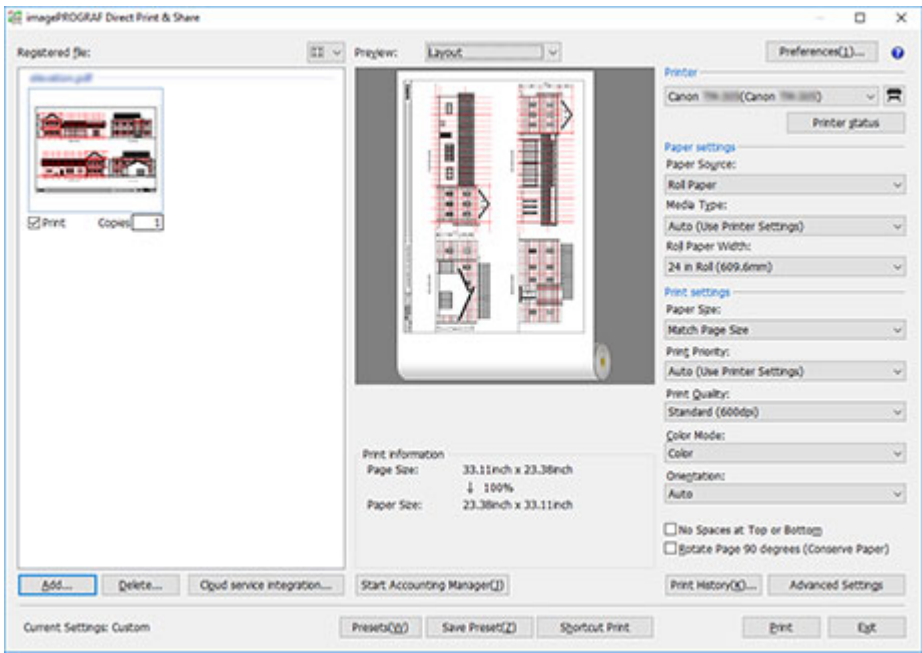 imagePROGRAF Direct Print & Share
Registered file:
Preview:
Layout
Preferences(1)...
elevation.pdf
Print
Copies 1
Print information
Page Size: 33.11inch x 23.38inch
↓ 100%
Paper Size: 23.38inch x 33.11inch
Printer
Canon (Canon )
Printer status
Paper settings
Paper Source:
Roll Paper
Media Type:
Auto (Use Printer Settings)
Roll Paper Width:
24 in Roll (609.6mm)
Print settings
Paper Size:
Match Page Size
Print Priority:
Auto (Use Printer Settings)
Print Quality:
Standard (600dpi)
Color Mode:
Color
Orientation:
Auto
No Spaces at Top or Bottom
Rotate Page 90 degrees (Conserve Paper)
Add...
Delete...
Cloud service integration...
Start Accounting Manager(J)
Print History(K)...
Advanced Settings
Current Settings: Custom
Presets(W)
Save Preset(Z)
Shortcut Print
Print
Exit